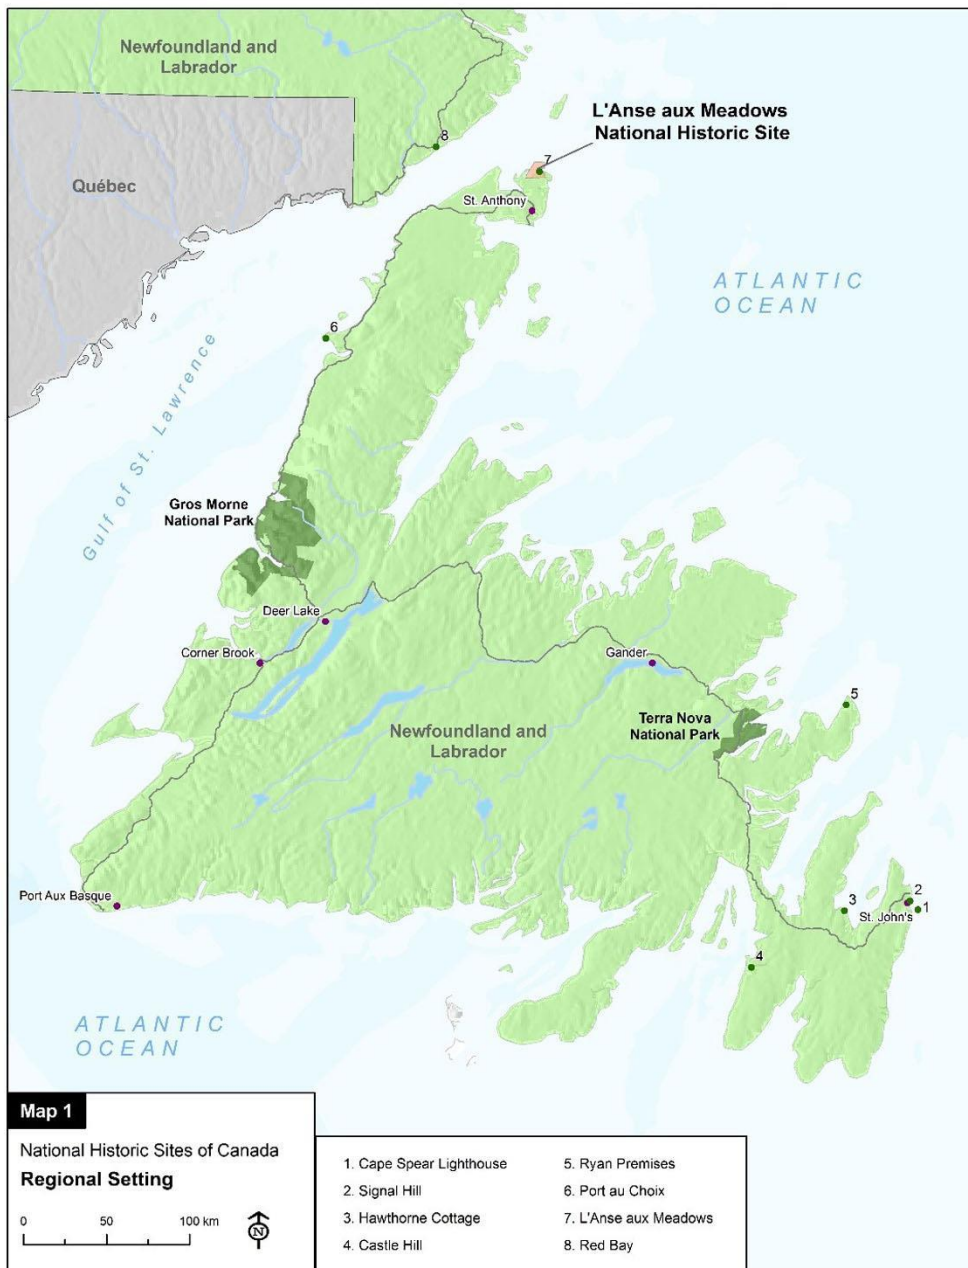 Newfoundland and
Labrador
8
L'Anse aux Meadows
National Historic Site
7
Québec
St. Anthony
ATLANTIC
OCEAN
6
Gulf of St. Lawrence
Gros Morne
National Park
Deer Lake
Corner Brook
Gander
5
Terra Nova
National Park
Newfoundland and
Labrador
Port Aux Basque
2
3
1
St. John's
4
ATLANTIC
OCEAN
Map 1
National Historic Sites of Canada
Regional Setting
0 50 100 km
N
1. Cape Spear Lighthouse
2. Signal Hill
3. Hawthorne Cottage
4. Castle Hill
5. Ryan Premises
6. Port au Choix
7. L'Anse aux Meadows
8. Red Bay